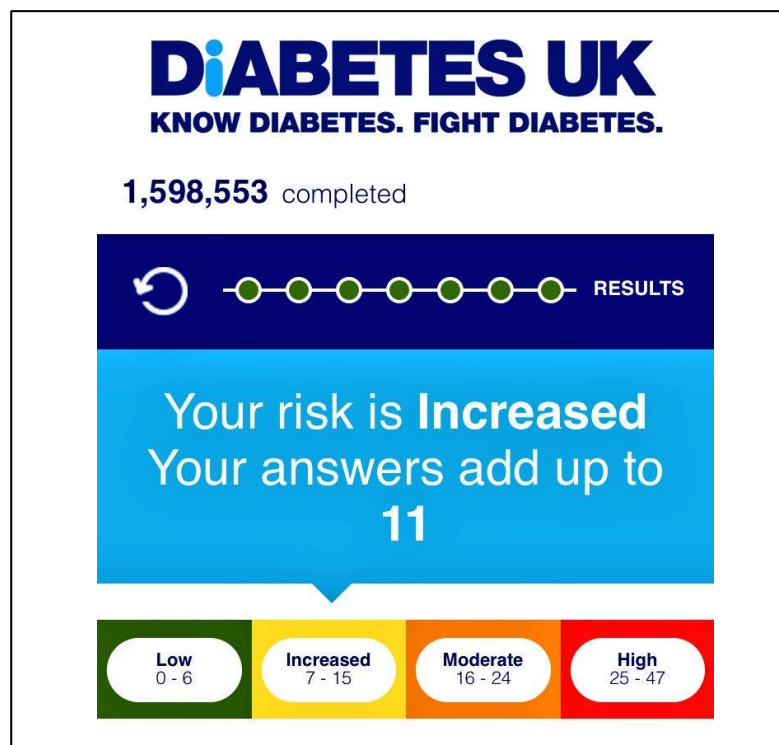 DiABETES UK
KNOW DIABETES. FIGHT DIABETES.
1,598,553 completed
RESULTS
Your risk is Increased
Your answers add up to
11
Low
0 - 6
Increased
7 - 15
Moderate
16 - 24
High
25 - 47